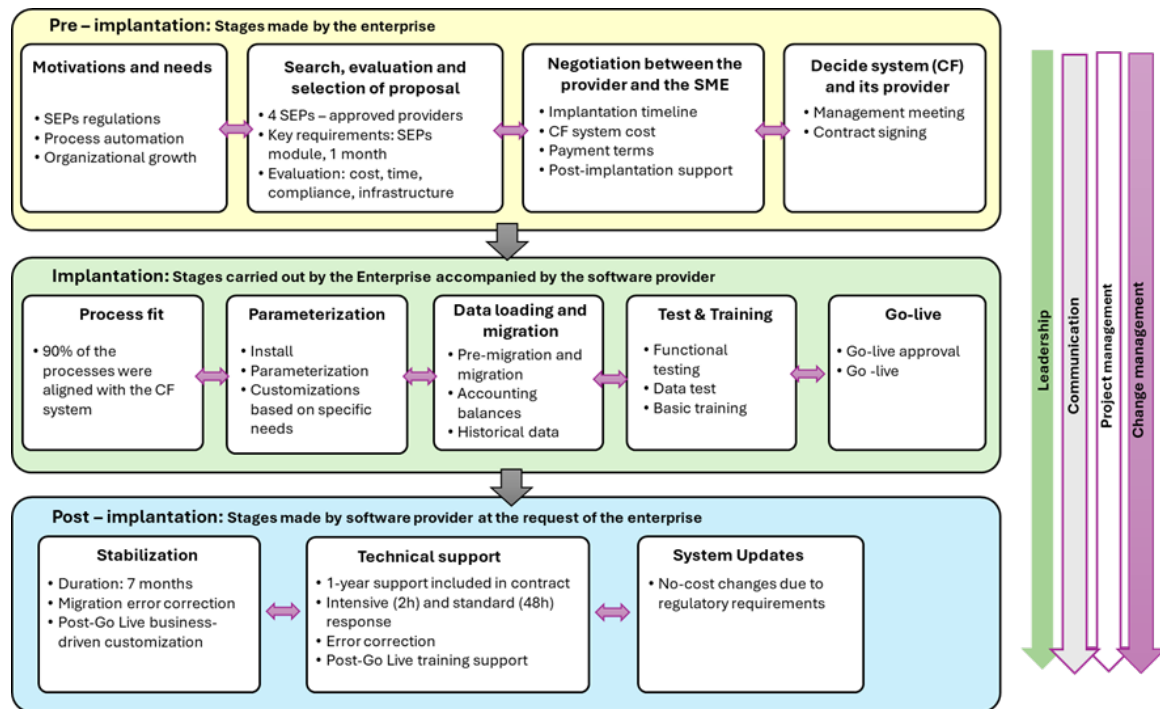 Pre – implantation: Stages made by the enterprise
Motivations and needs
• SEPs regulations
• Process automation
• Organizational growth
Search, evaluation and
selection of proposal
• 4 SEPs – approved providers
• Key requirements: SEPs
module, 1 month
• Evaluation: cost, time,
compliance, infrastructure
Negotiation between the
provider and the SME
• Implantation timeline
• CF system cost
• Payment terms
• Post-implantation support
Decide system (CF)
and its provider
• Management meeting
• Contract signing
Implantation: Stages carried out by the Enterprise accompanied by the software provider
Process fit
• 90% of the
processes were
aligned with the CF
system
Parameterization
• Install
• Parameterization
• Customizations
based on specific
needs
Data loading and
migration
• Pre-migration and
migration
• Accounting
balances
• Historical data
Test & Training
• Functional
testing
• Data test
• Basic training
Go-live
• Go-live approval
• Go -live
Post – implantation: Stages made by software provider at the request of the enterprise
Stabilization
• Duration: 7 months
• Migration error correction
• Post-Go Live business-
driven customization
Technical support
• 1-year support included in contract
• Intensive (2h) and standard (48h)
response
• Error correction
• Post-Go Live training support
System Updates
• No-cost changes due to
regulatory requirements
Leadership
Communication
Project management
Change management